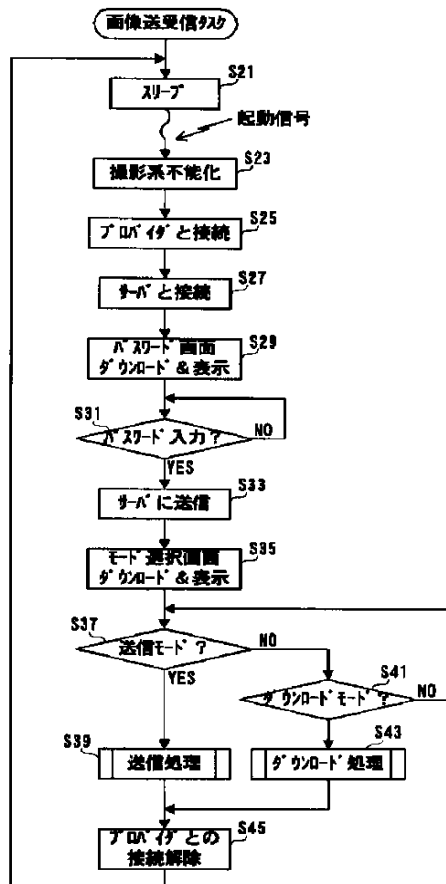 画像送受信ﾀｽｸ
S21
ｽﾘｰﾌﾟ
起動信号
S23
撮影系不能化
S25
ﾌﾟﾛﾊﾞｲﾀﾞと接続
S27
ｻｰﾊﾞと接続
S29
ﾊﾟｽﾜｰﾄﾞ画面
ﾀﾞｳﾝﾛｰﾄﾞ&表示
S31
ﾊﾟｽﾜｰﾄﾞ入力?
NO
YES
S33
ｻｰﾊﾞに送信
S35
ﾓｰﾄﾞ選択画面
ﾀﾞｳﾝﾛｰﾄﾞ&表示
S37
送信ﾓｰﾄﾞ?
NO
YES
S41
ﾀﾞｳﾝﾛｰﾄﾞﾓｰﾄﾞ?
NO
S39
送信処理
S43
ﾀﾞｳﾝﾛｰﾄﾞ処理
S45
ﾌﾟﾛﾊﾞｲﾀﾞとの
接続解除